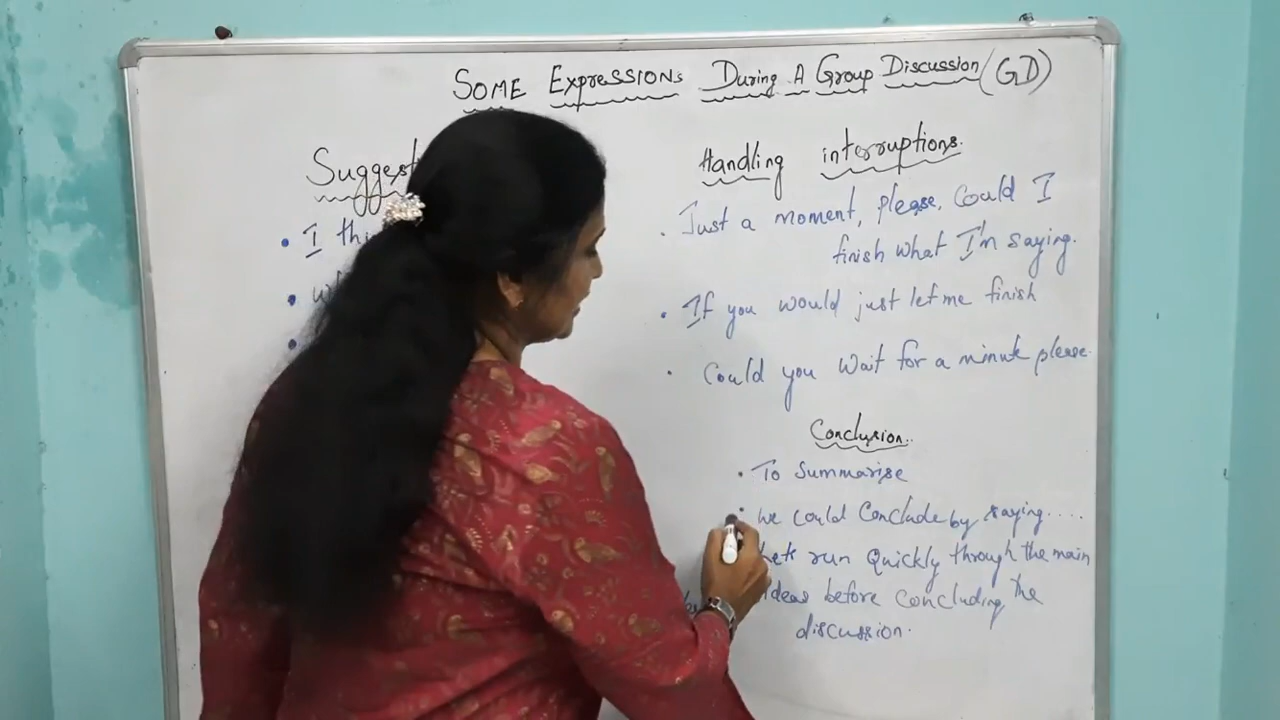 SOME EXPRESSIONS During A Group Discussion (GD)
Suggest
I thi
Handling interruptions.
Just a moment, please, Could I
finish what I'm saying.
If you would just let me finish
Could you Wait for a minute please.
Conclusion..
To Summarise
We could Conclude by saying....
Lets run Quickly through the main
ideas before concluding the
discussion.